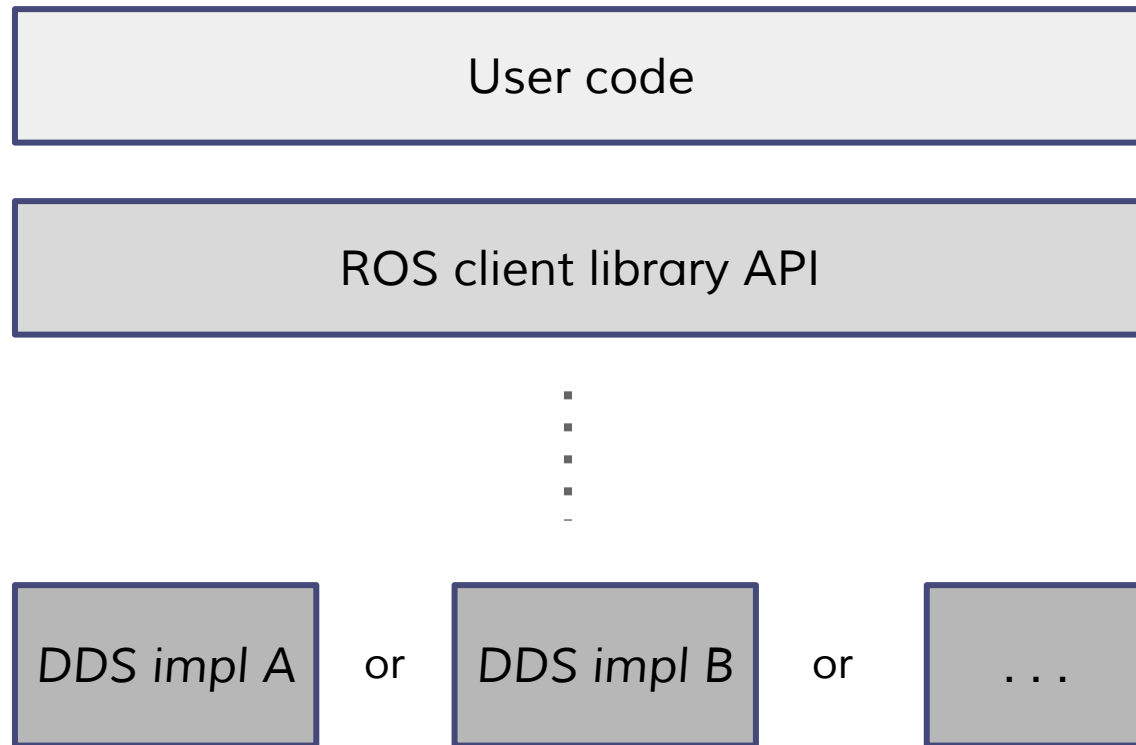 User code
ROS client library API
DDS impl A or DDS impl B or . . .